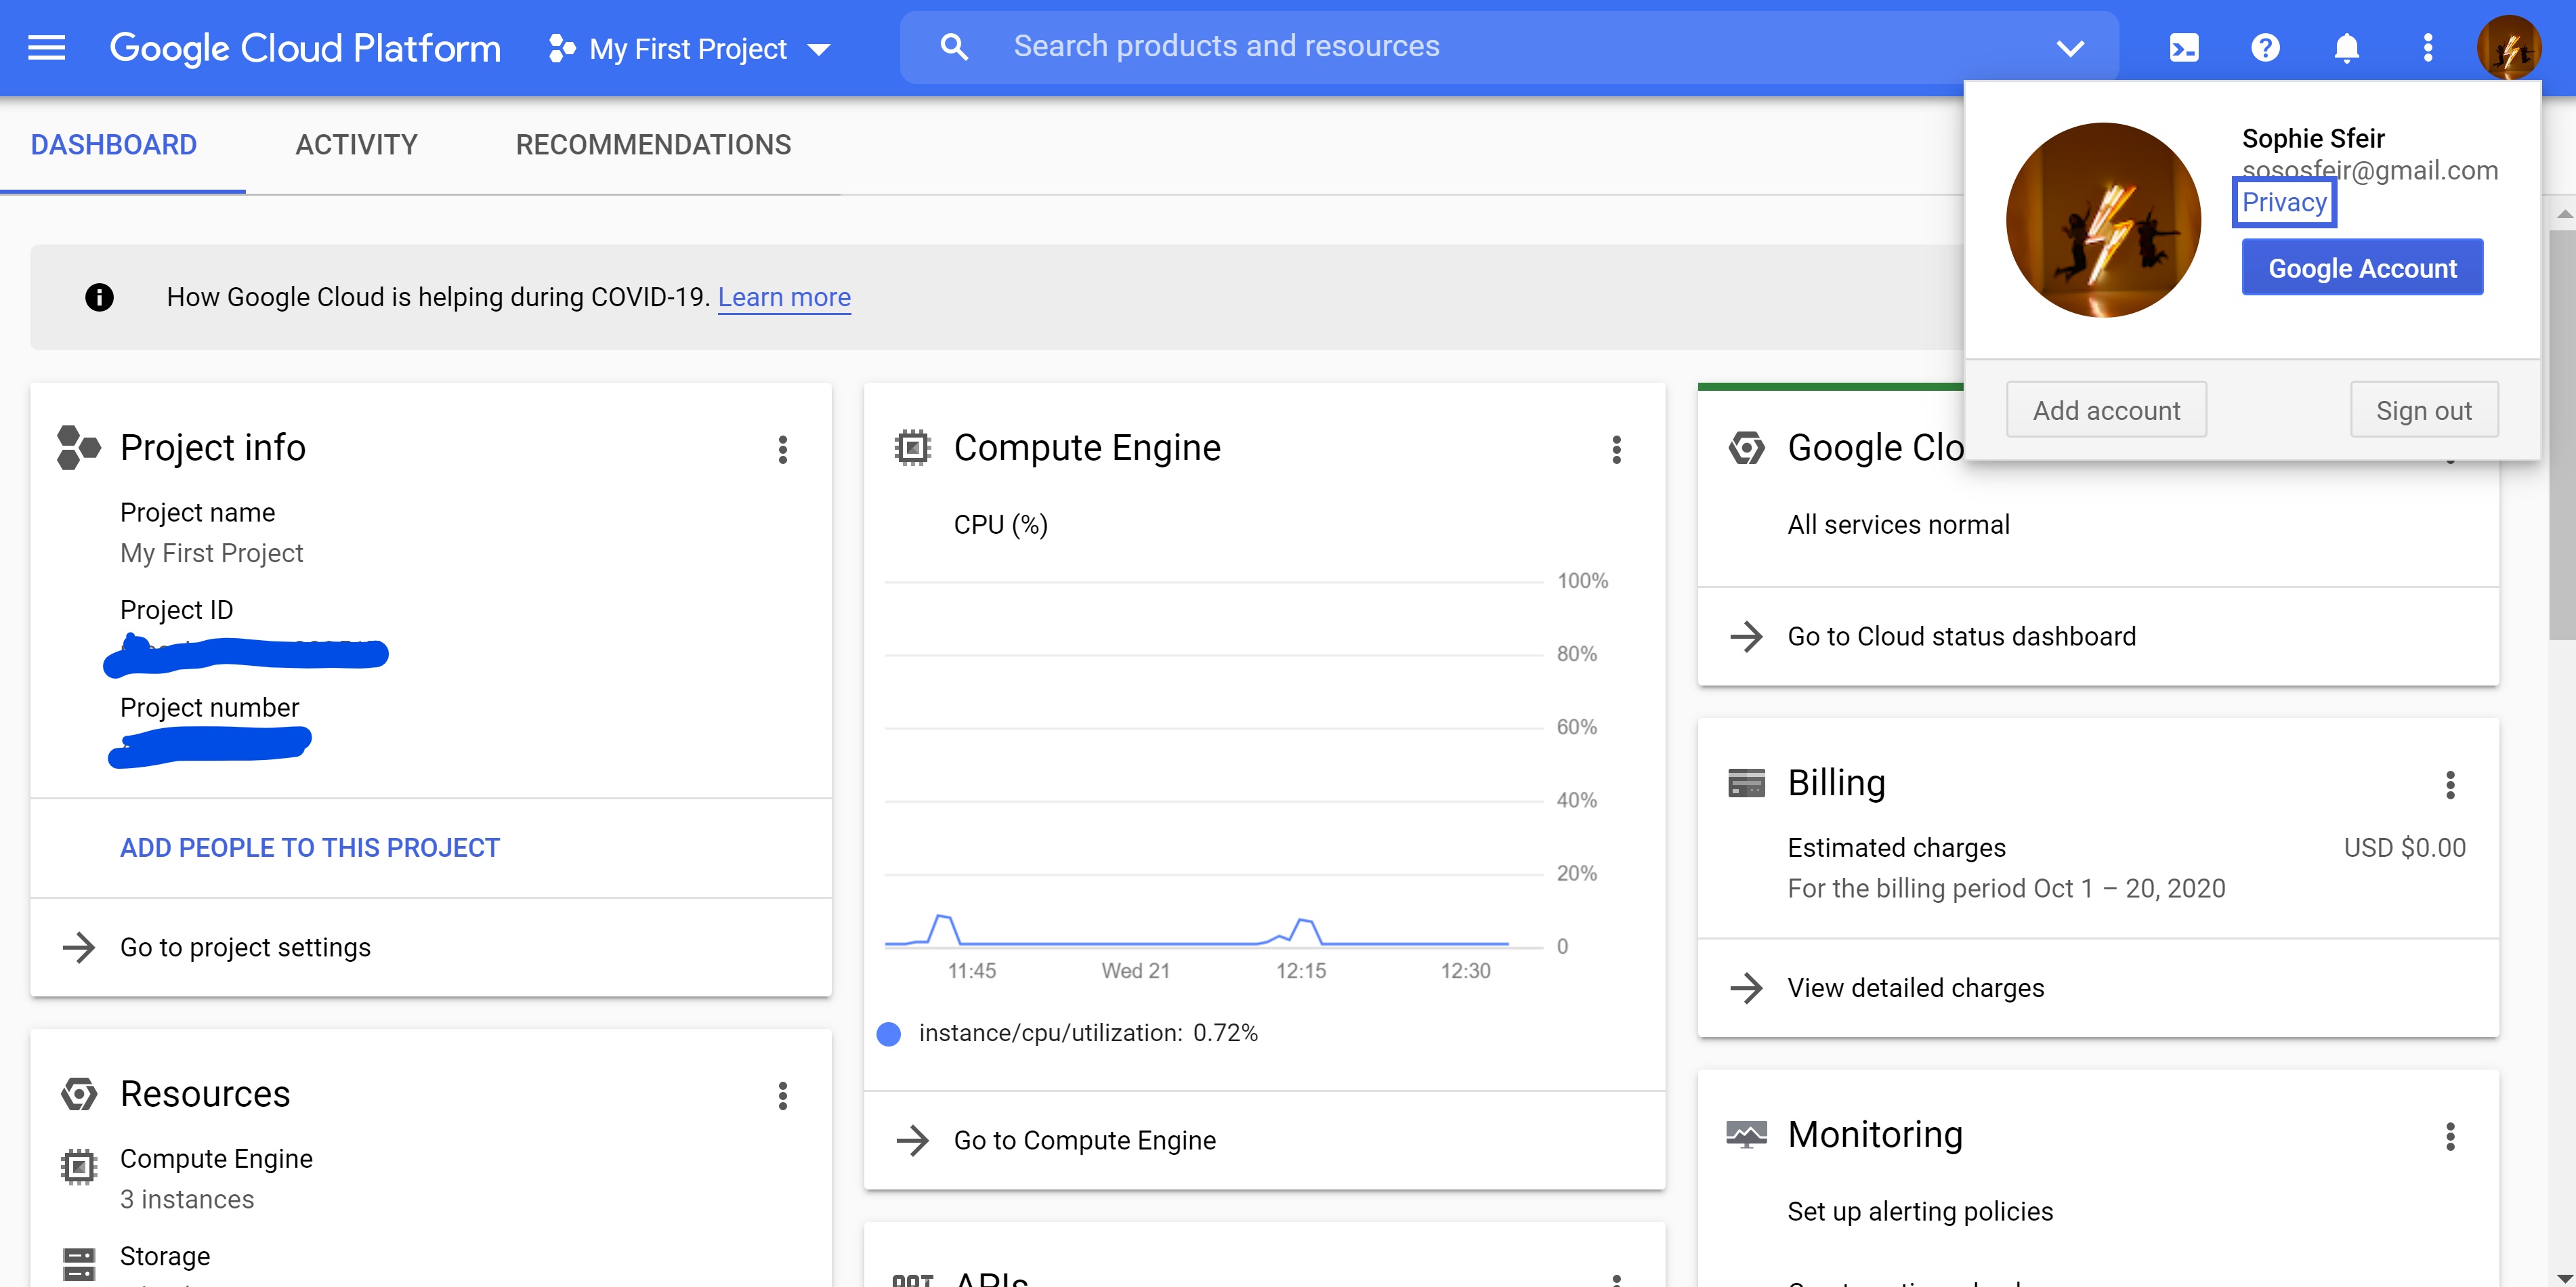 Google Cloud Platform
My First Project
Search products and resources
DASHBOARD
ACTIVITY
RECOMMENDATIONS
Sophie Sfeir
sososfeir@gmail.com
Privacy
Google Account
Add account
Sign out
How Google Cloud is helping during COVID-19. Learn more
Project info
Project name
My First Project
Project ID
Project number
ADD PEOPLE TO THIS PROJECT
Go to project settings
Resources
Compute Engine
3 instances
Storage
Compute Engine
CPU (%)
100%
80%
60%
40%
20%
0
11:45
Wed 21
12:15
12:30
instance/cpu/utilization: 0.72%
Go to Compute Engine
APIs
Google Clo
All services normal
Go to Cloud status dashboard
Billing
Estimated charges
USD $0.00
For the billing period Oct 1 – 20, 2020
View detailed charges
Monitoring
Set up alerting policies